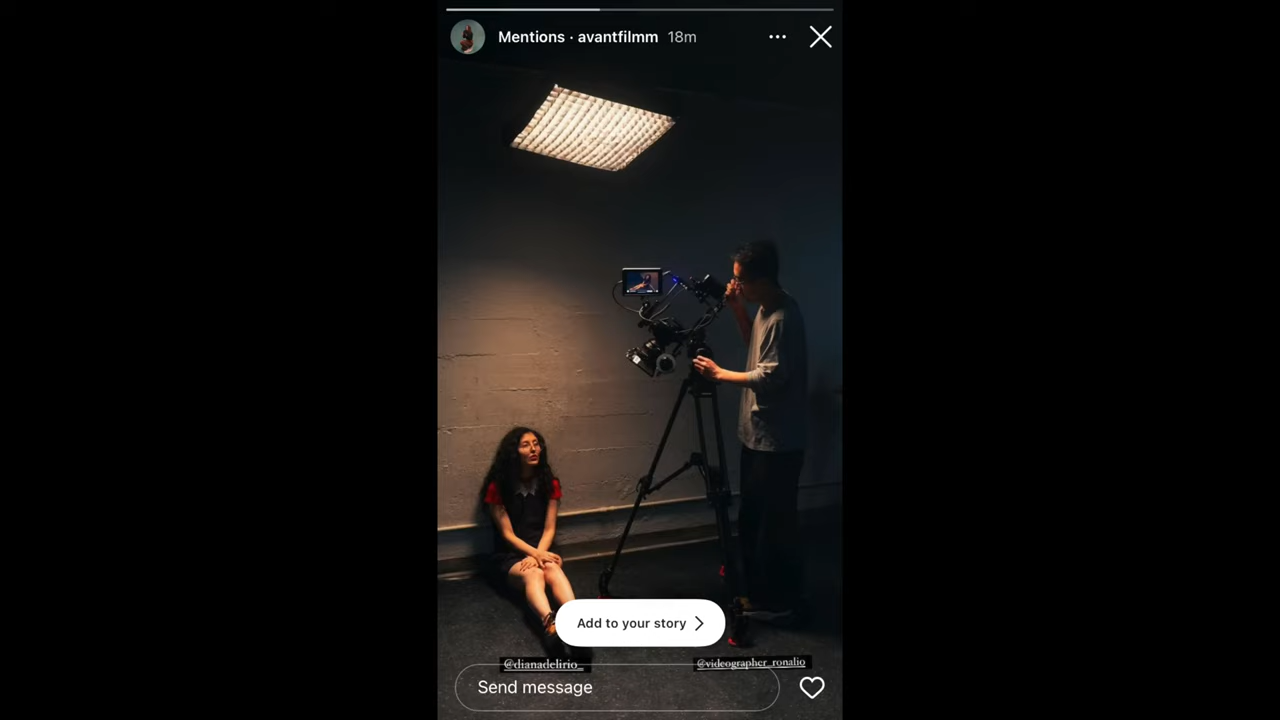 Mentions · avantfilmm 18m
Add to your story
@dianadelirio_
@videographer_ronalio
Send message